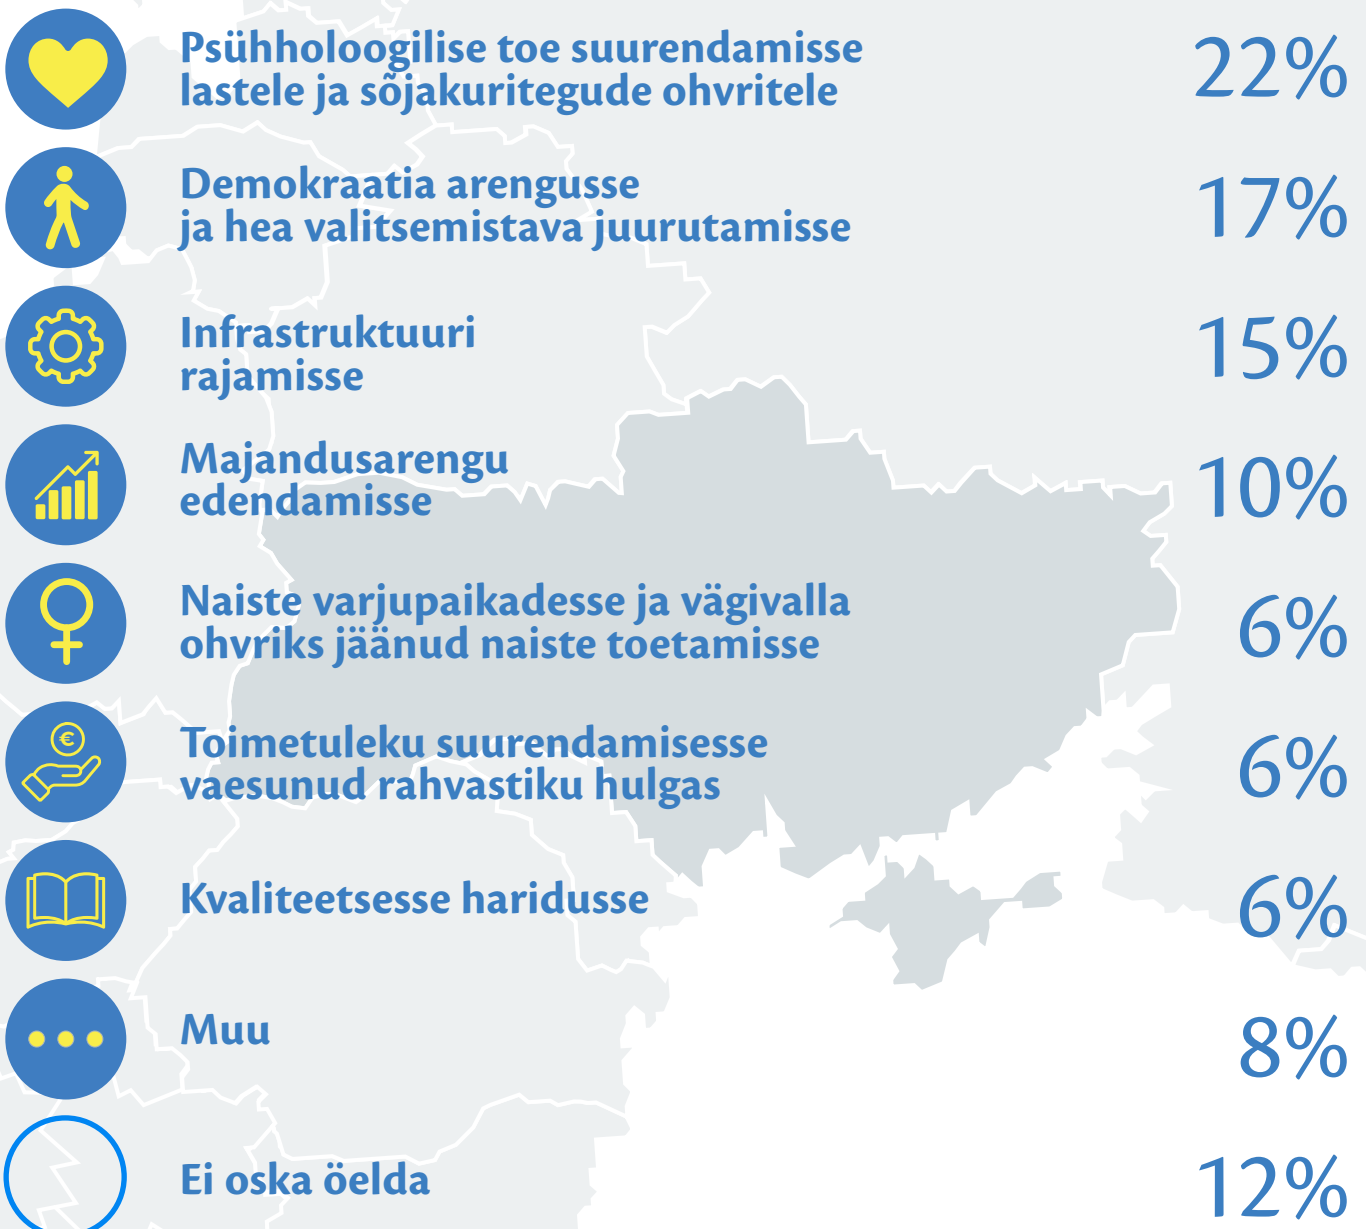 Psühholoogilise toe suurendamisse
lastele ja sõjakuritegude ohvritele
22%
Demokraatia arengusse
ja hea valitsemistava juurutamisse
17%
Infrastruktuuri
rajamisse
15%
Majandusarengu
edendamisse
10%
Naiste varjupaikadesse ja vägivalla
ohvriks jäänud naiste toetamisse
6%
€
Toimetuleku suurendamisesse
vaesunud rahvastiku hulgas
6%
Kvaliteetsesse haridusse
6%
Muu
8%
Ei oska öelda
12%